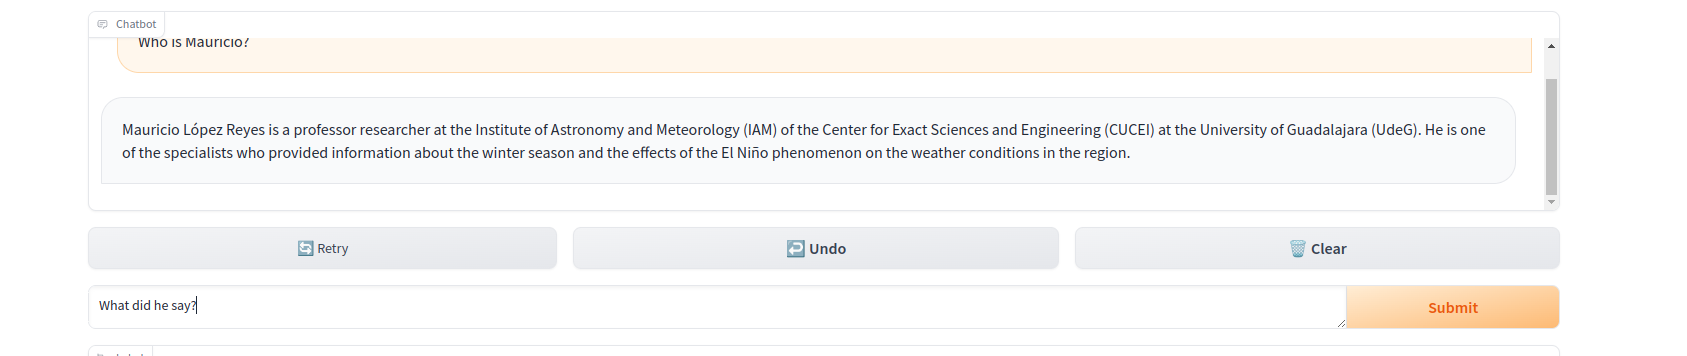 Chatbot
Who is Mauricio?
Mauricio López Reyes is a professor researcher at the Institute of Astronomy and Meteorology (IAM) of the Center for Exact Sciences and Engineering (CUCEI) at the University of Guadalajara (UdeG). He is one
of the specialists who provided information about the winter season and the effects of the El Niño phenomenon on the weather conditions in the region.
Retry
Undo
Clear
What did he say?
Submit